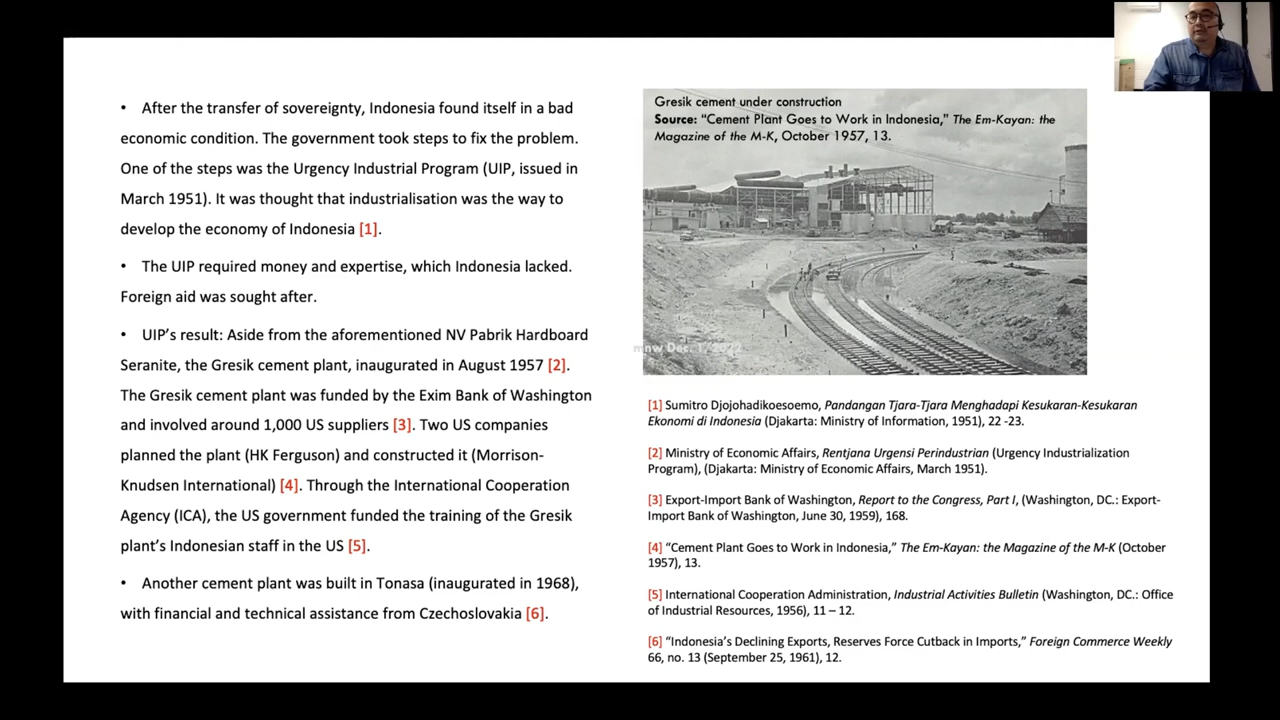 • After the transfer of sovereignty, Indonesia found itself in a bad
economic condition. The government took steps to fix the problem.
One of the steps was the Urgency Industrial Program (UIP, issued in
March 1951). It was thought that industrialisation was the way to
develop the economy of Indonesia [1].
• The UIP required money and expertise, which Indonesia lacked.
Foreign aid was sought after.
• UIP’s result: Aside from the aforementioned NV Pabrik Hardboard
Seranite, the Gresik cement plant, inaugurated in August 1957 [2].
The Gresik cement plant was funded by the Exim Bank of Washington
and involved around 1,000 US suppliers [3]. Two US companies
planned the plant (HK Ferguson) and constructed it (Morrison-
Knudsen International) [4]. Through the International Cooperation
Agency (ICA), the US government funded the training of the Gresik
plant’s Indonesian staff in the US [5].
• Another cement plant was built in Tonasa (inaugurated in 1968),
with financial and technical assistance from Czechoslovakia [6].
Gresik cement under construction
Source: “Cement Plant Goes to Work in Indonesia,” The Em-Kayan: the
Magazine of the M-K, October 1957, 13.
mnw Dec. 1/2022
[1] Sumitro Djojohadikoesoemo, Pandangan Tjara-Tjara Menghadapi Kesukaran-Kesukaran
Ekonomi di Indonesia (Djakarta: Ministry of Information, 1951), 22 -23.
[2] Ministry of Economic Affairs, Rentjana Urgensi Perindustrian (Urgency Industrialization
Program), (Djakarta: Ministry of Economic Affairs, March 1951).
[3] Export-Import Bank of Washington, Report to the Congress, Part I, (Washington, DC.: Export-
Import Bank of Washington, June 30, 1959), 168.
[4] “Cement Plant Goes to Work in Indonesia,” The Em-Kayan: the Magazine of the M-K (October
1957), 13.
[5] International Cooperation Administration, Industrial Activities Bulletin (Washington, DC.: Office
of Industrial Resources, 1956), 11 – 12.
[6] “Indonesia’s Declining Exports, Reserves Force Cutback in Imports,” Foreign Commerce Weekly
66, no. 13 (September 25, 1961), 12.